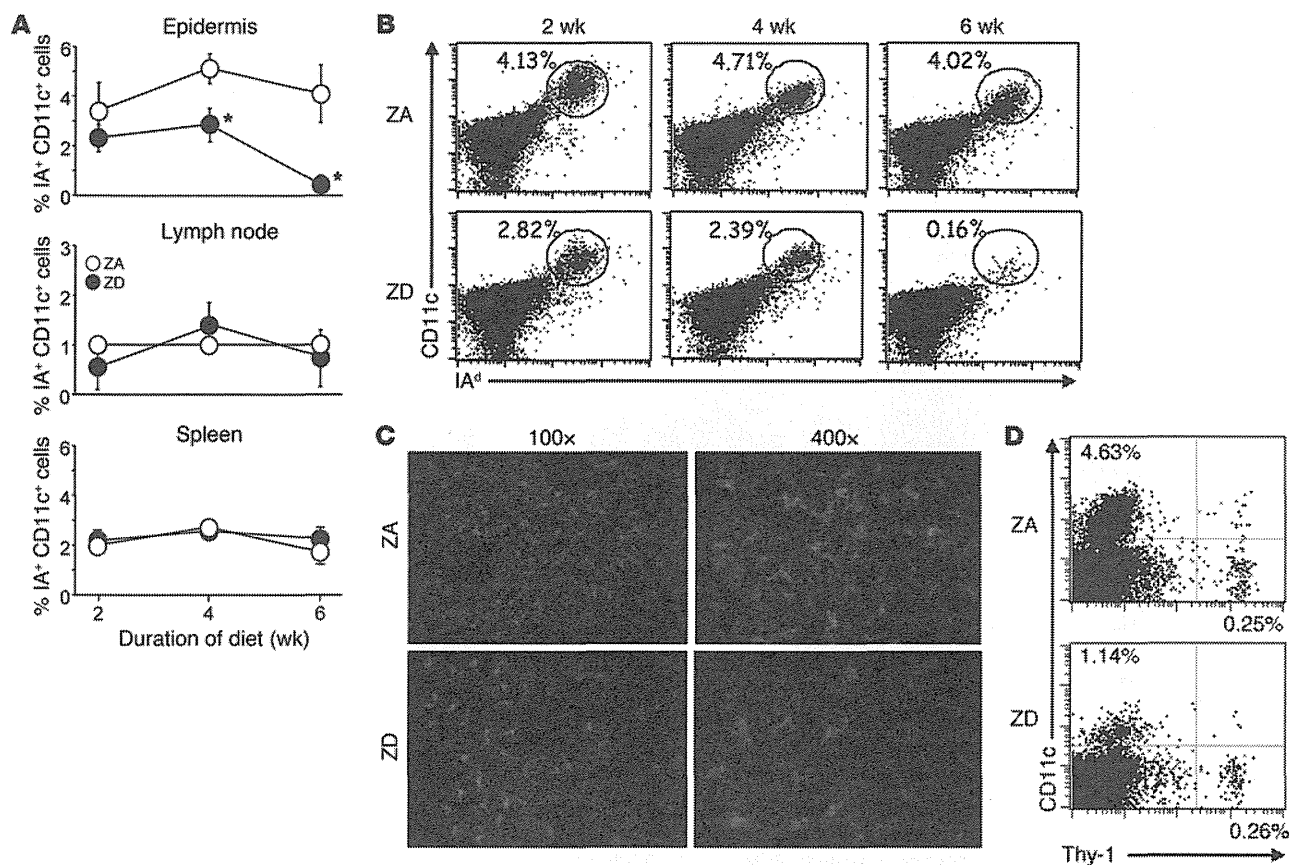 A
Epidermis
% IA⁺ CD11c⁺ cells
6
4
2
0
*
*
Lymph node
ZA
ZD
% IA⁺ CD11c⁺ cells
3
2
1
0
Spleen
% IA⁺ CD11c⁺ cells
6
4
2
0
2
4
6
Duration of diet (wk)
B
2 wk
4 wk
6 wk
ZA
4.13%
4.71%
4.02%
ZD
2.82%
2.39%
0.16%
CD11c
IAᵈ
C
100×
400×
ZA
ZD
D
ZA
4.63%
0.25%
ZD
1.14%
0.26%
CD11c
Thy-1